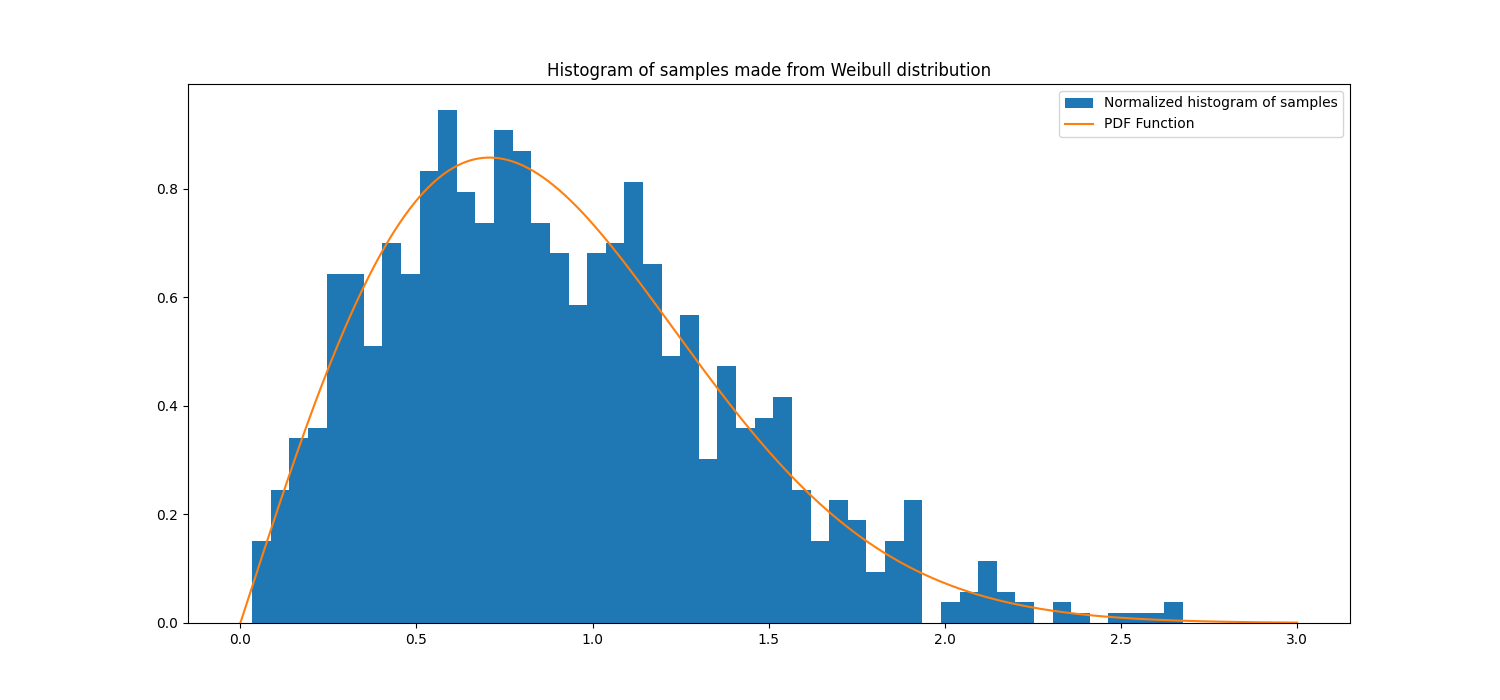 Histogram of samples made from Weibull distribution
Normalized histogram of samples
PDF Function
0.8
0.6
0.4
0.2
0.0
0.0 0.5 1.0 1.5 2.0 2.5 3.0